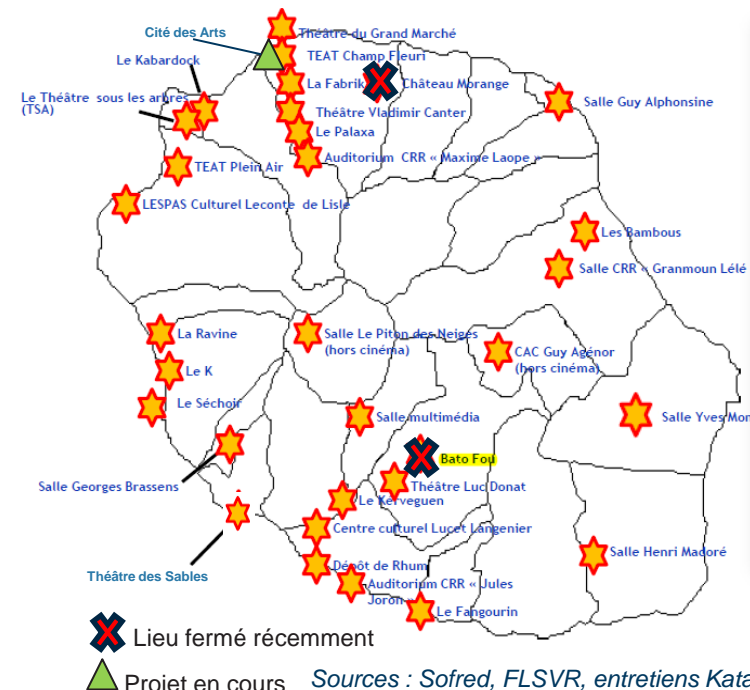 Cité des Arts
Théâtre du Grand Marché
Le Kabardock
TEAT Champ Fleuri
La Fabrik
Château Morange
Le Théâtre sous les arbres
(TSA)
Salle Guy Alphonsine
Théâtre Vladimir Canter
Le Palaxa
Auditorium CRR « Maxime Laope »
TEAT Plein Air
LESPAS Culturel Leconte de Lisle
Les Bambous
Salle CRR « Granmoun Lélé
La Ravine
Salle Le Piton des Neiges
(hors cinéma)
CAC Guy Agénor
(hors cinéma)
Le K
Le Séchoir
Salle multimédia
Salle Yves Mon
Bato Fou
Salle Georges Brassens
Théâtre Luc Donat
Le Kerveguen
Centre culturel Lucet Langenier
Salle Henri Madoré
Théâtre des Sables
Dépôt de Rhum
Auditorium CRR « Jules
Joron »
Le Fangourin
Lieu fermé récemment
Projet en cours
Sources : Sofred, FLSVR, entretiens Kata